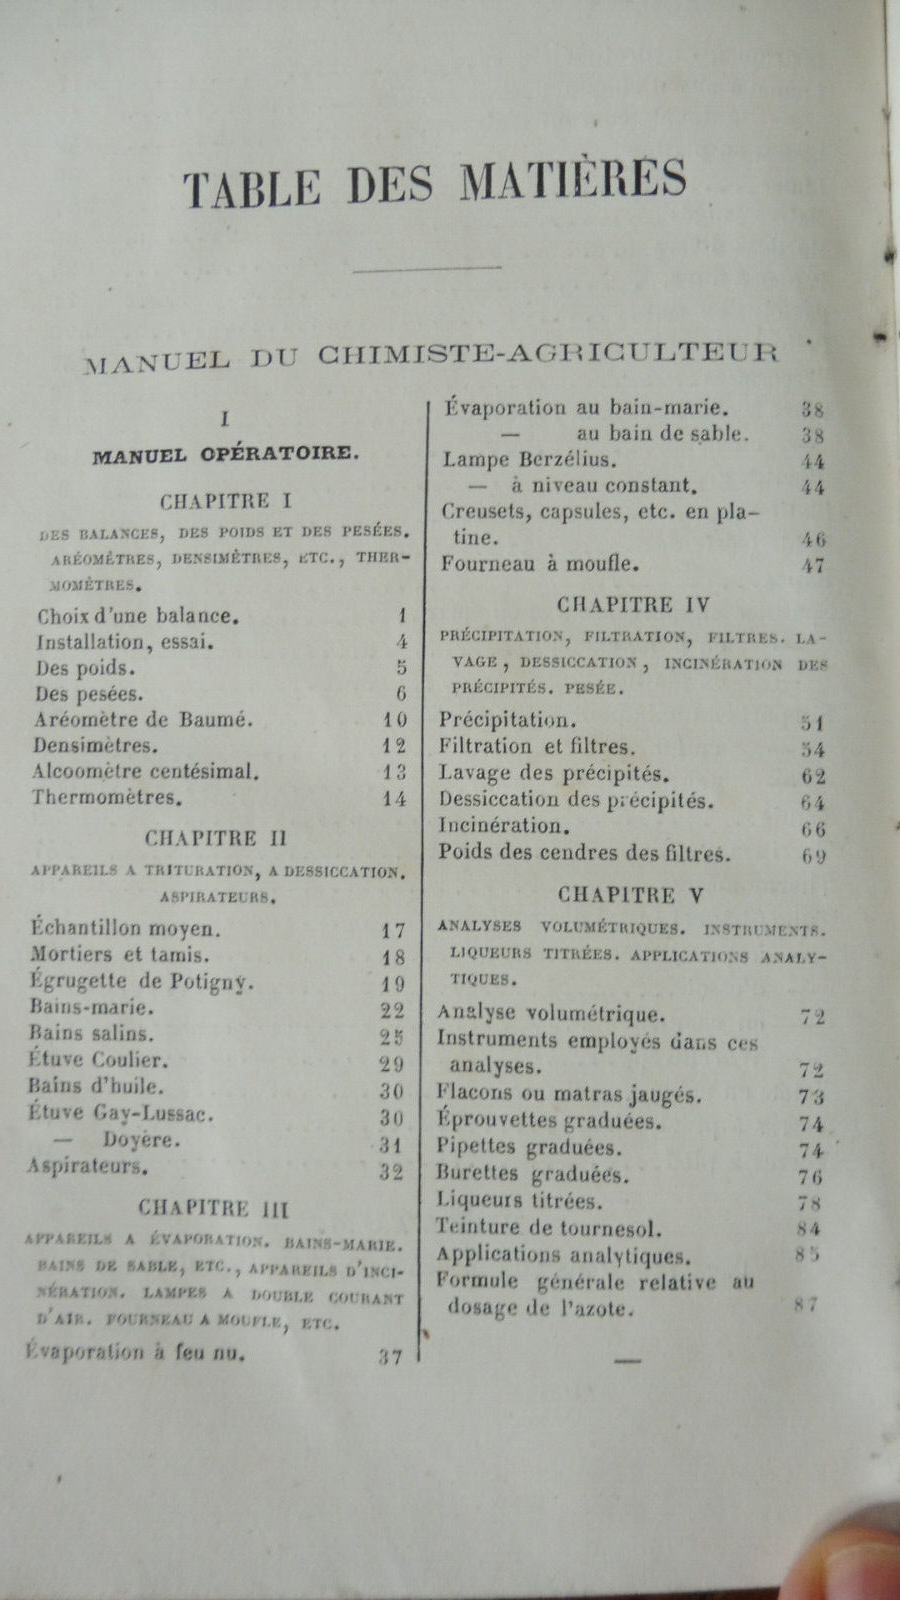 TABLE DES MATIÈRES
MANUEL DU CHIMISTE-AGRICULTEUR
I
MANUEL OPÉRATOIRE.
CHAPITRE I
DES BALANCES, DES POIDS ET DES PESÉES.
ARÉOMÈTRES, DENSIMÈTRES, ETC., THER-
MOMÈTRES.
Choix d'une balance. 1
Installation, essai. 4
Des poids. 5
Des pesées. 6
Aréomètre de Baumé. 10
Densimètres. 12
Alcoomètre centésimal. 13
Thermomètres. 14
CHAPITRE II
APPAREILS A TRITURATION, A DESSICCATION.
ASPIRATEURS.
Échantillon moyen. 17
Mortiers et tamis. 18
Égrugette de Potigny. 19
Bains-marie. 22
Bains salins. 25
Étuve Coulier. 29
Bains d'huile. 30
Étuve Gay-Lussac. 30
— Doyère. 31
Aspirateurs. 32
CHAPITRE III
APPAREILS A ÉVAPORATION. BAINS-MARIE.
BAINS DE SABLE, ETC., APPAREILS D'INCI-
NÉRATION. LAMPES A DOUBLE COURANT
D'AIR. FOURNEAU A MOUFLE, ETC.
Évaporation à feu nu. 37
Évaporation au bain-marie. 38
— au bain de sable. 38
Lampe Berzélius. 44
— à niveau constant. 44
Creusets, capsules, etc. en pla-
tine. 46
Fourneau à moufle. 47
CHAPITRE IV
PRÉCIPITATION, FILTRATION, FILTRES. LA-
VAGE, DESSICCATION, INCINÉRATION DES
PRÉCIPITÉS. PESÉE.
Précipitation. 51
Filtration et filtres. 54
Lavage des précipités. 62
Dessiccation des précipités. 64
Incinération. 66
Poids des cendres des filtres. 69
CHAPITRE V
ANALYSES VOLUMÉTRIQUES. INSTRUMENTS.
LIQUEURS TITRÉES. APPLICATIONS ANALY-
TIQUES.
Analyse volumétrique. 72
Instruments employés dans ces
analyses. 72
Flacons ou matras jaugés. 73
Éprouvettes graduées. 74
Pipettes graduées. 74
Burettes graduées. 76
Liqueurs titrées. 78
Teinture de tournesol. 84
Applications analytiques. 85
Formule générale relative au
dosage de l'azote. 87